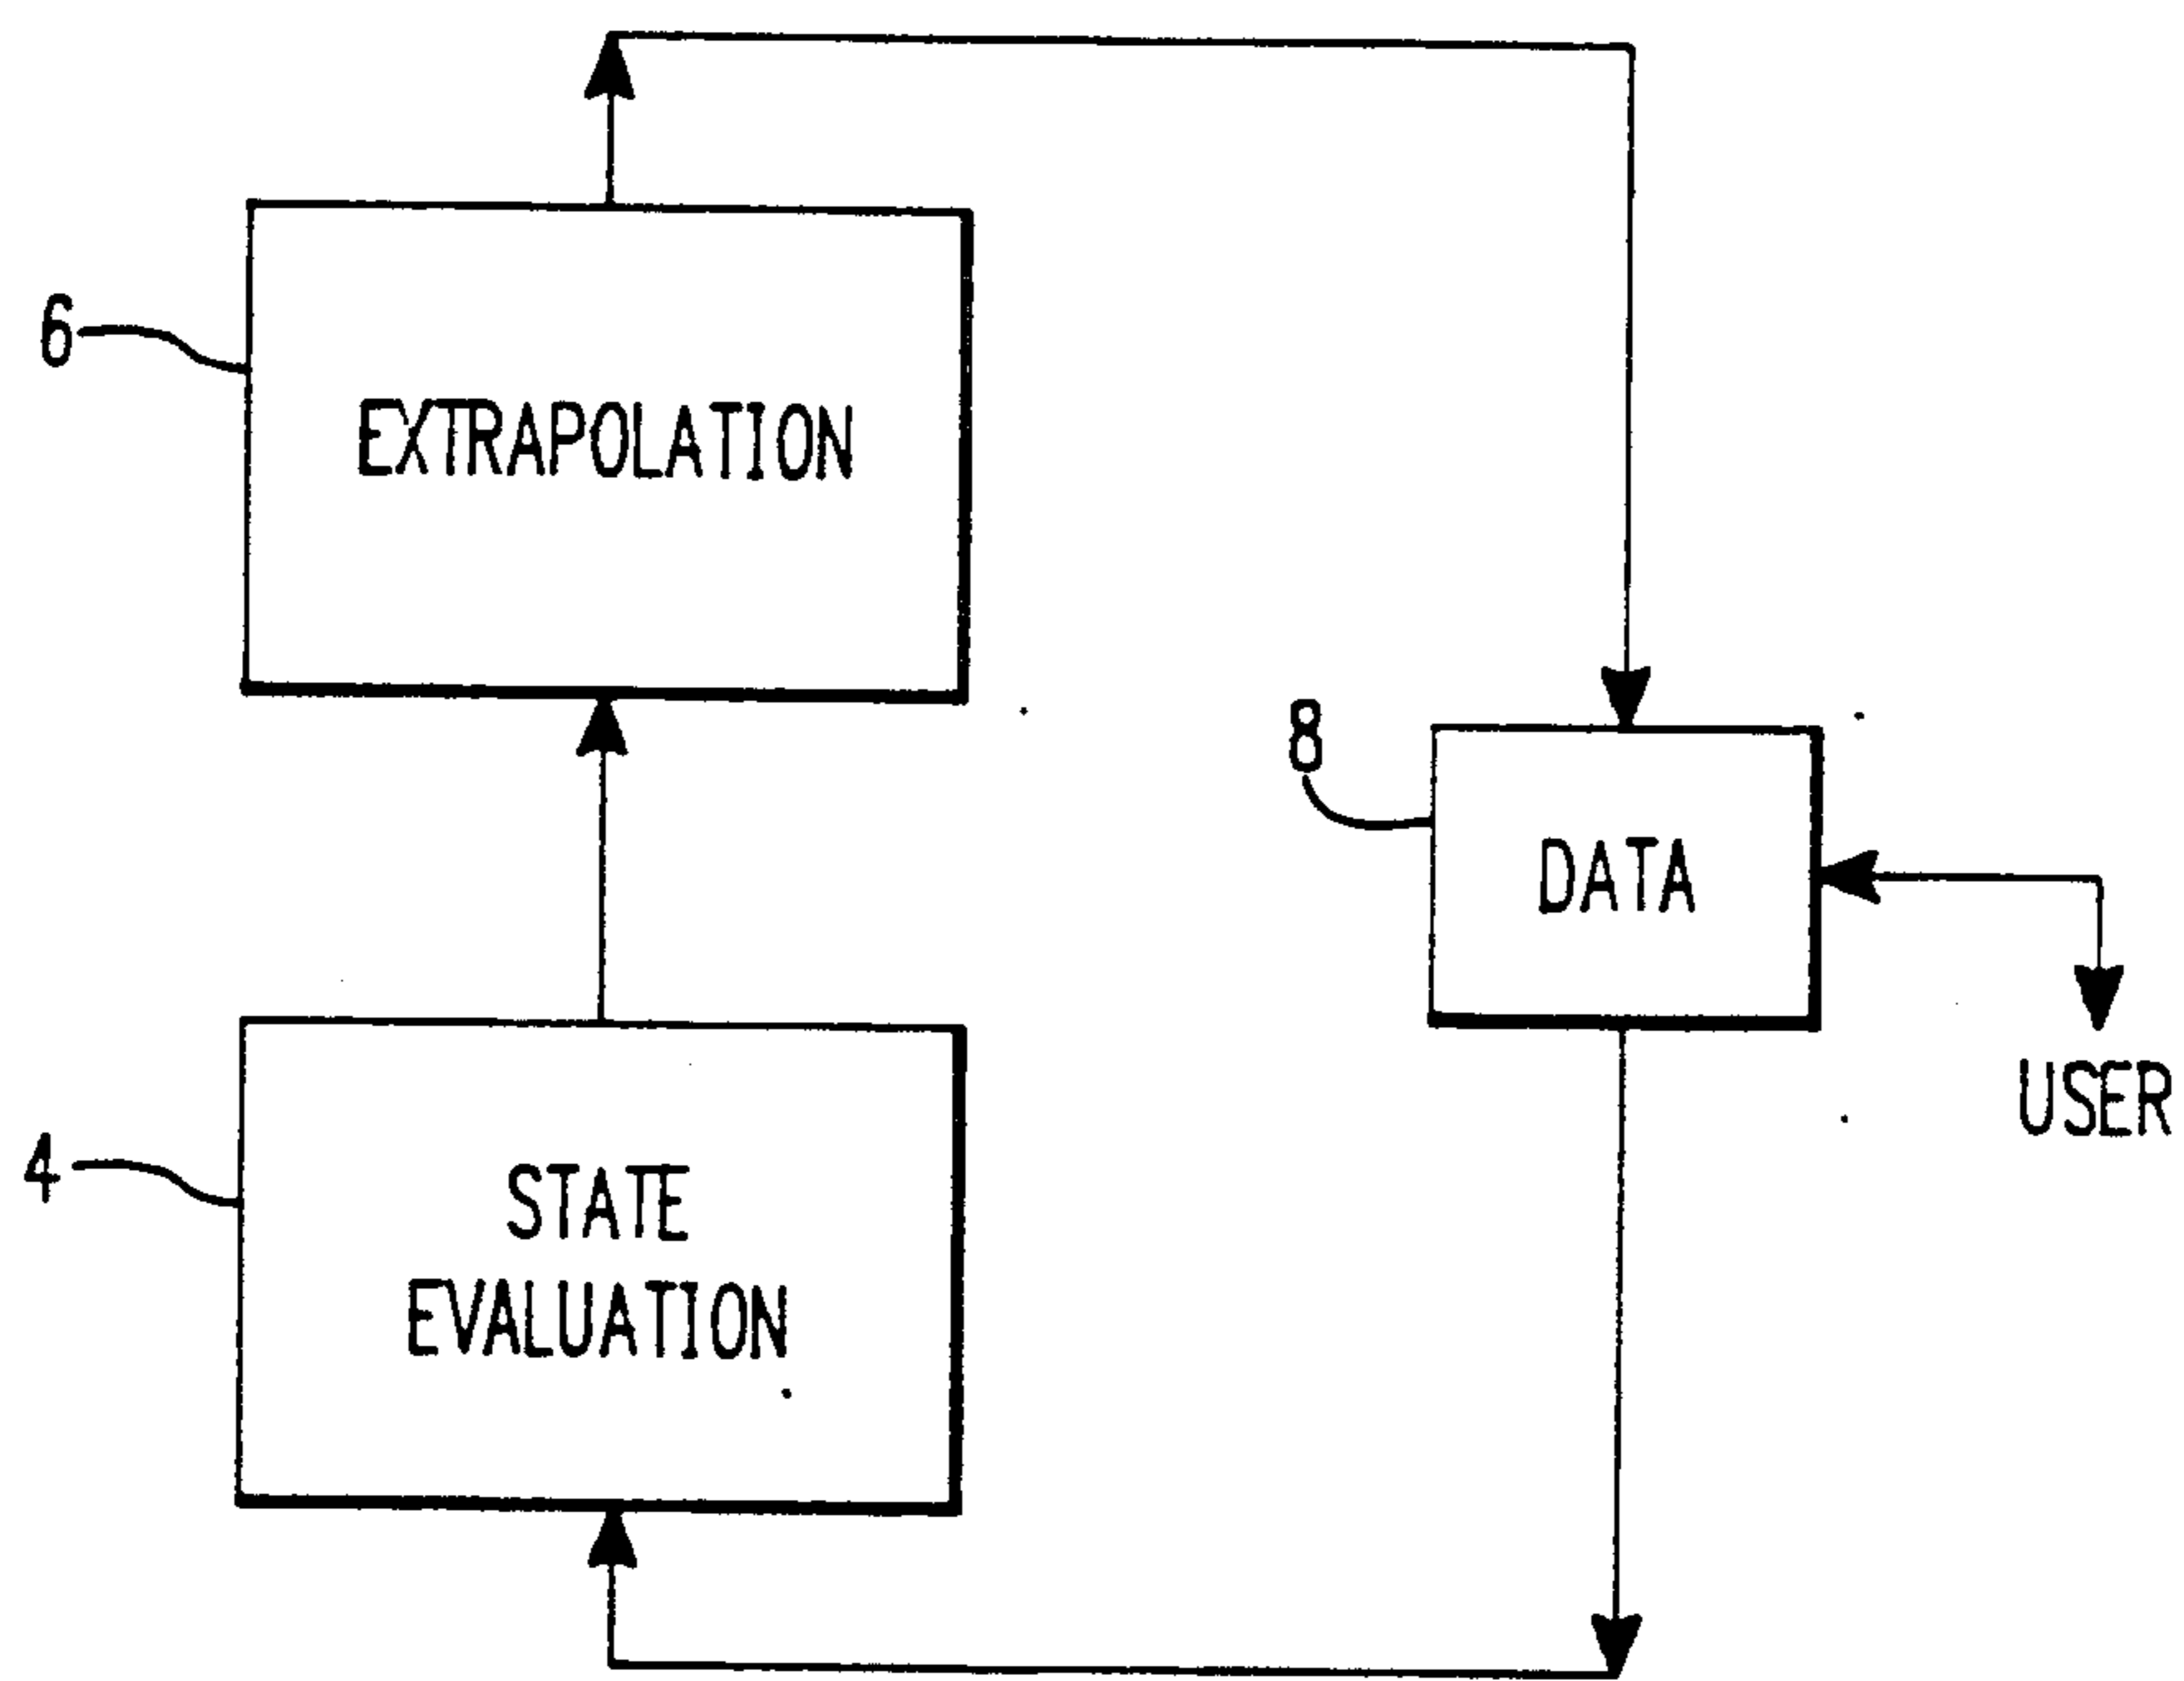 6
EXTRAPOLATION
8
DATA
USER
4
STATE
EVALUATION